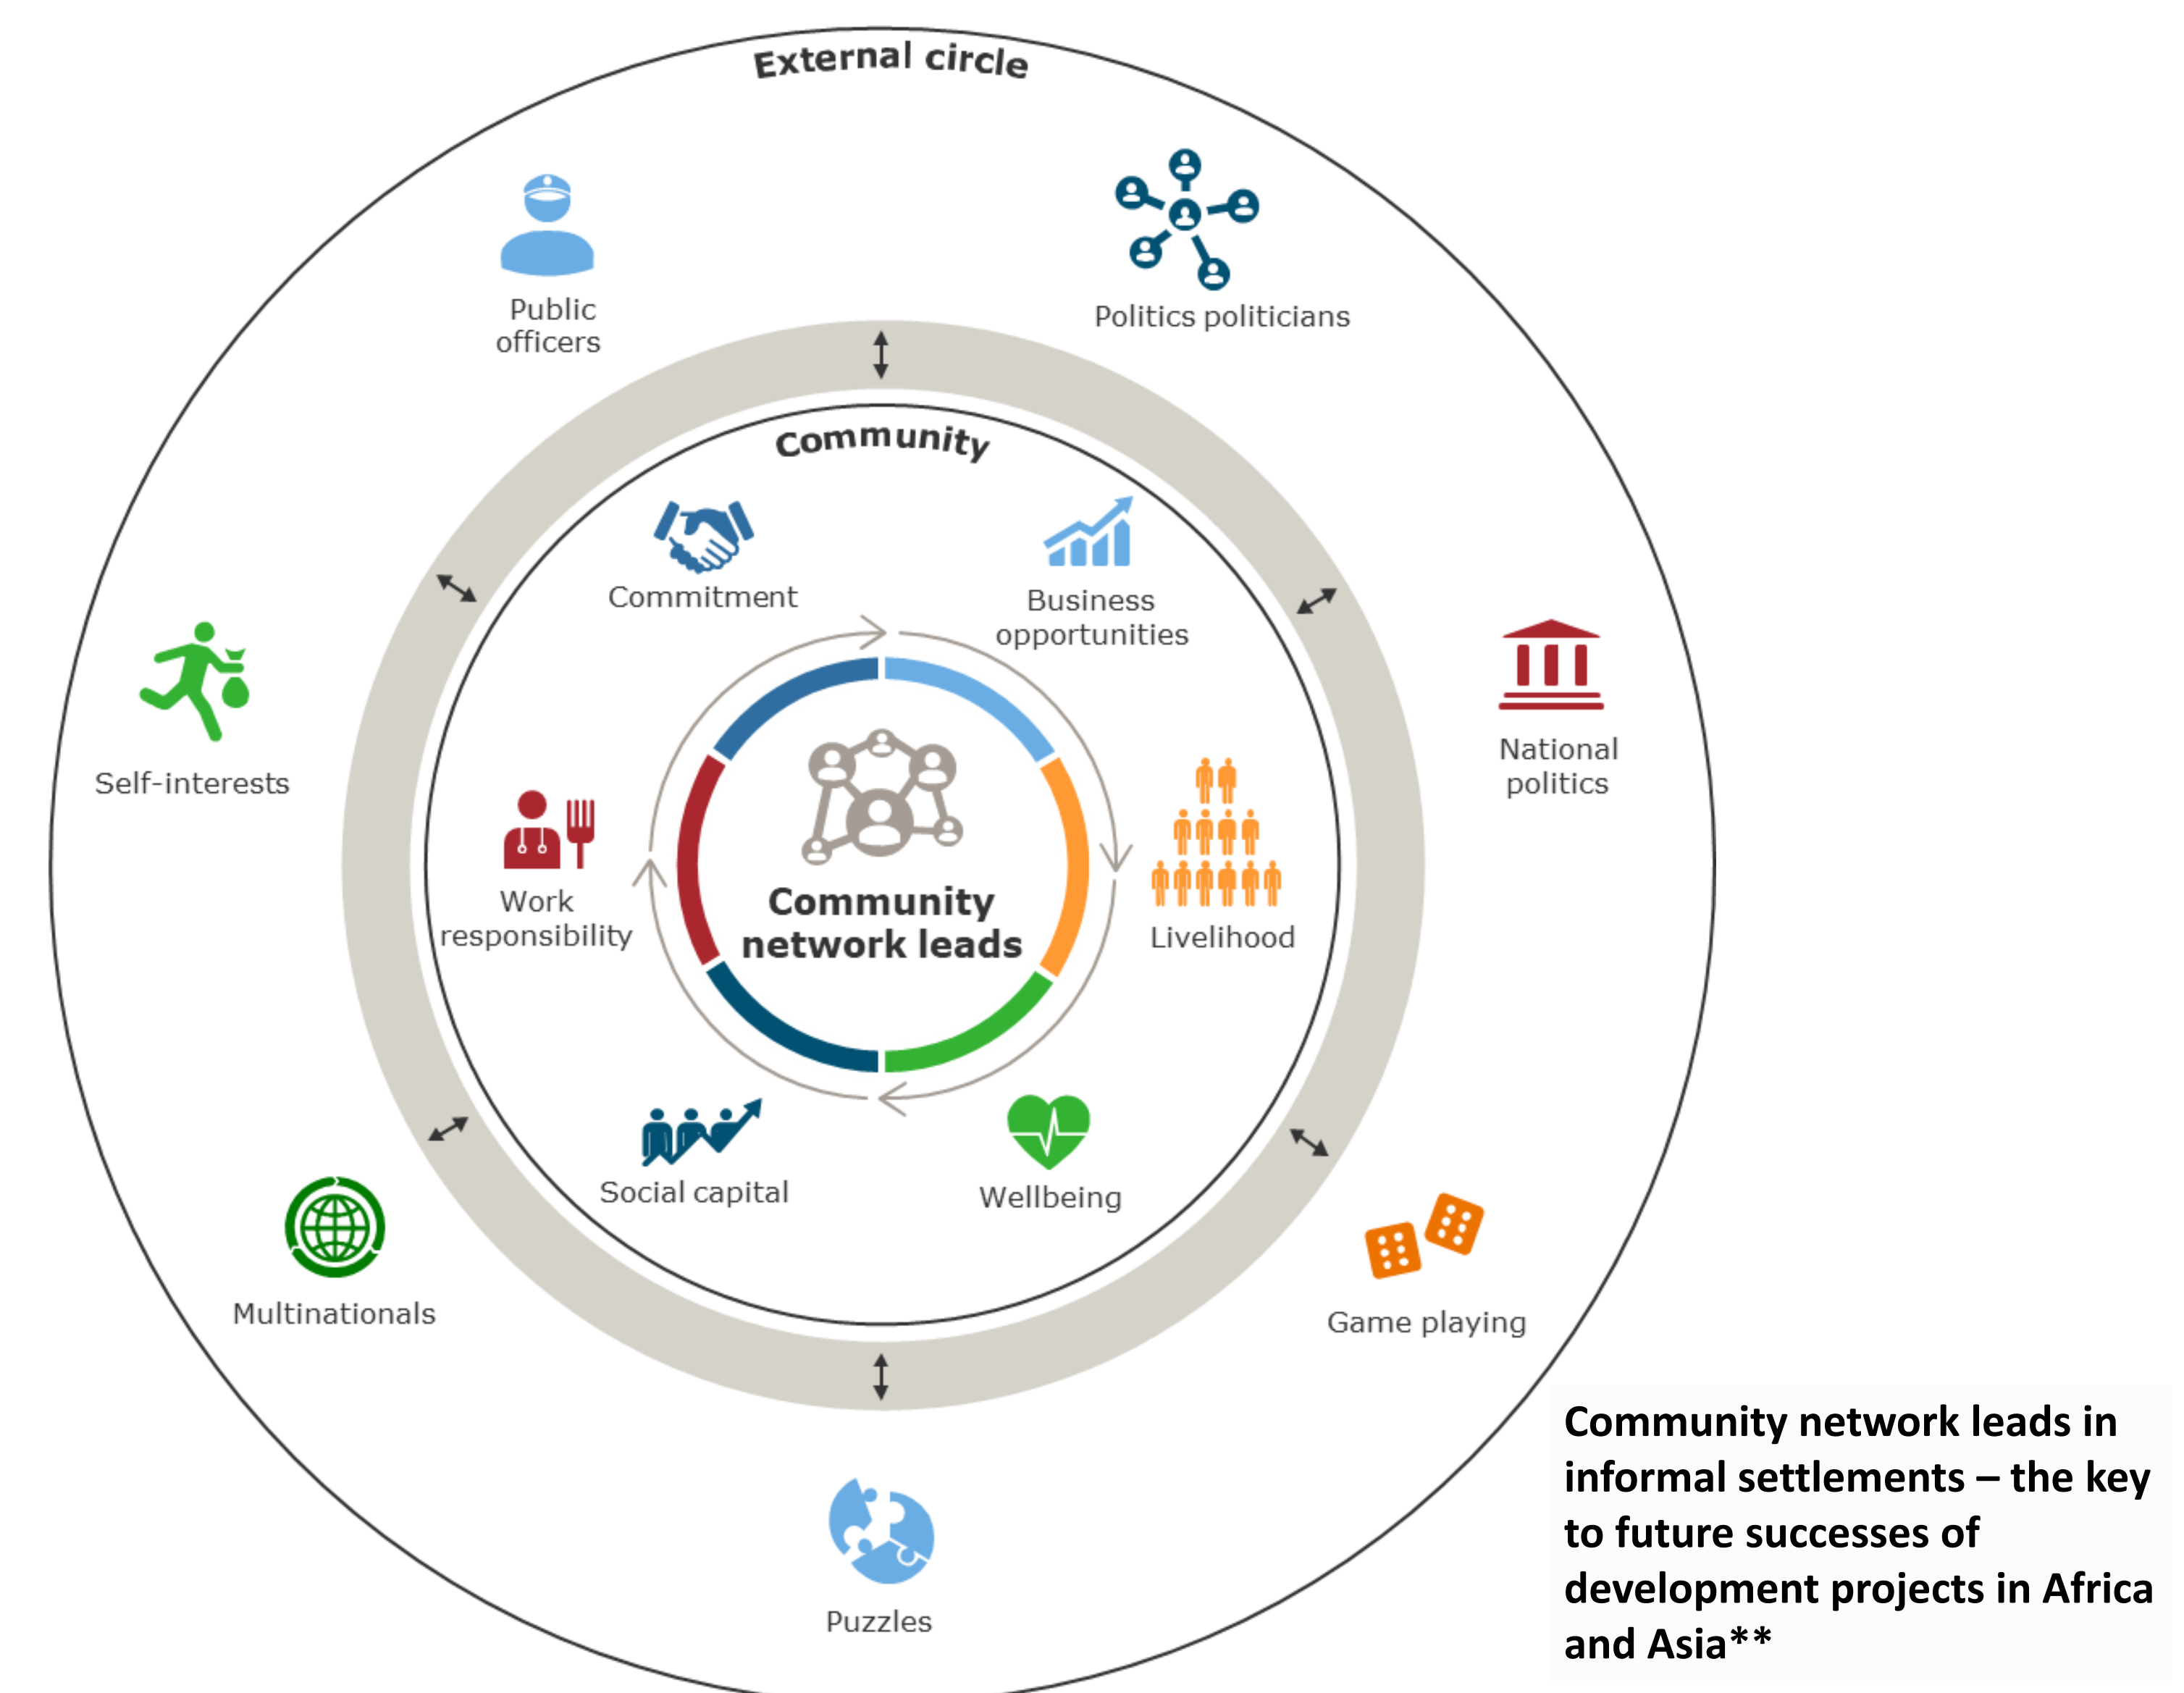 External circle
Public
officers
Politics politicians
Community
Commitment
Business
opportunities
Self-interests
National
politics
Work
responsibility
Community
network leads
Livelihood
Social capital
Wellbeing
Multinationals
Game playing
Puzzles
Community network leads in
informal settlements – the key
to future successes of
development projects in Africa
and Asia**